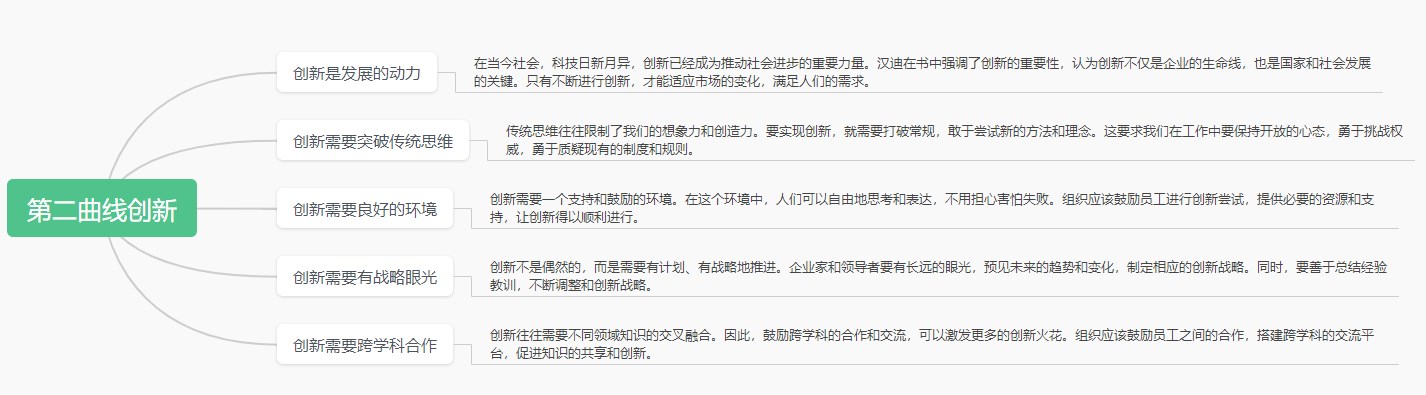 第二曲线创新
创新是发展的动力
在当今社会，科技日新月异，创新已经成为推动社会进步的重要力量。汉迪在书中强调了创新的重要性，认为创新不仅是企业的生命线，也是国家和社会发展
的关键。只有不断进行创新，才能适应市场的变化，满足人们的需求。
创新需要突破传统思维
传统思维往往限制了我们的想象力和创造力。要实现创新，就需要打破常规，敢于尝试新的方法和理念。这要求我们在工作中要保持开放的心态，勇于挑战权
威，勇于质疑现有的制度和规则。
创新需要良好的环境
创新需要一个支持和鼓励的环境。在这个环境中，人们可以自由地思考和表达，不用担心害怕失败。组织应该鼓励员工进行创新尝试，提供必要的资源和支
持，让创新得以顺利进行。
创新需要有战略眼光
创新不是偶然的，而是需要有计划、有战略地推进。企业家和领导者要有长远的眼光，预见未来的趋势和变化，制定相应的创新战略。同时，要善于总结经验
教训，不断调整和创新战略。
创新需要跨学科合作
创新往往需要不同领域知识的交叉融合。因此，鼓励跨学科的合作和交流，可以激发更多的创新火花。组织应该鼓励员工之间的合作，搭建跨学科的交流平
台，促进知识的共享和创新。